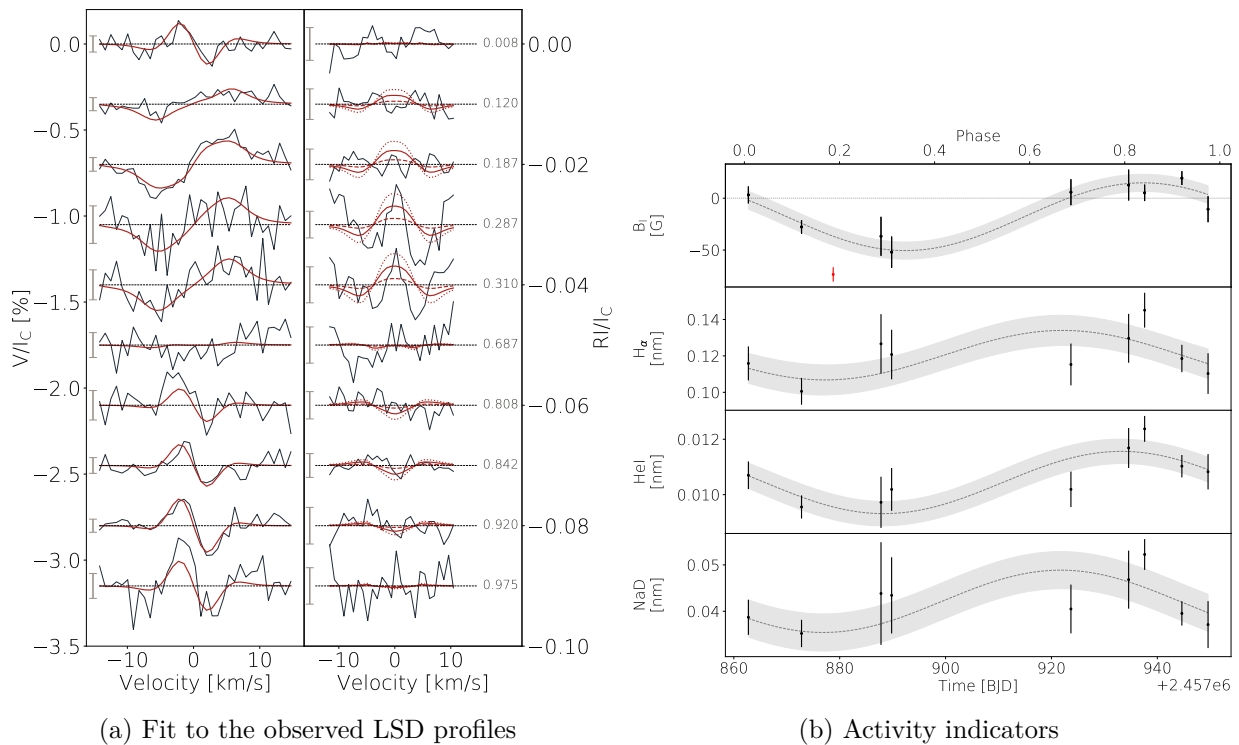 0.0
−0.5
−1.0
−1.5
−2.0
−2.5
−3.0
−3.5
V/I_C [%]
−10 0 10
Velocity [km/s]
0.008
0.120
0.187
0.287
0.310
0.687
0.808
0.842
0.920
0.975
−10 0 10
Velocity [km/s]
0.00
−0.02
−0.04
−0.06
−0.08
−0.10
RI/I_C
(a) Fit to the observed LSD profiles
Phase
0.0 0.2 0.4 0.6 0.8 1.0
B_l
[G]
0
−50
H_α
[nm]
0.14
0.12
0.10
HeI
[nm]
0.012
0.010
NaD
[nm]
0.05
0.04
860 880 900 920 940
Time [BJD]
+2.457e6
(b) Activity indicators